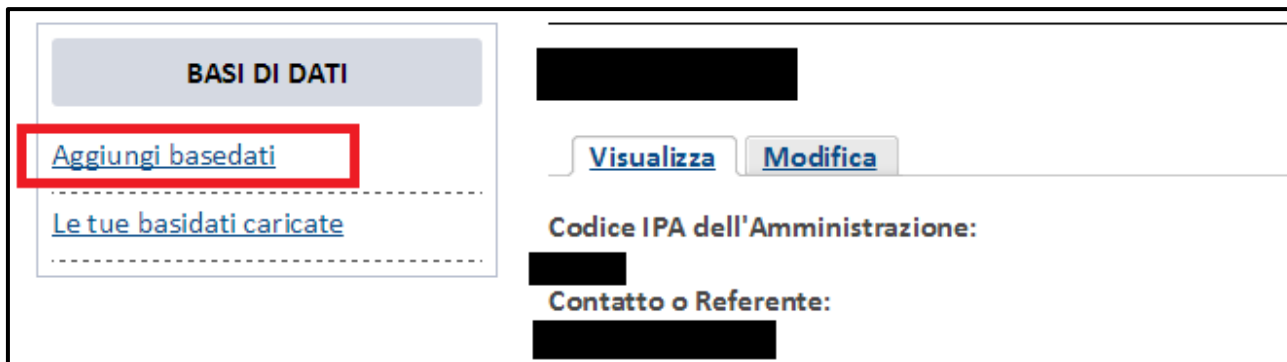 BASI DI DATI
Aggiungi basedati
Le tue basidati caricate
Visualizza
Modifica
Codice IPA dell'Amministrazione:
Contatto o Referente: